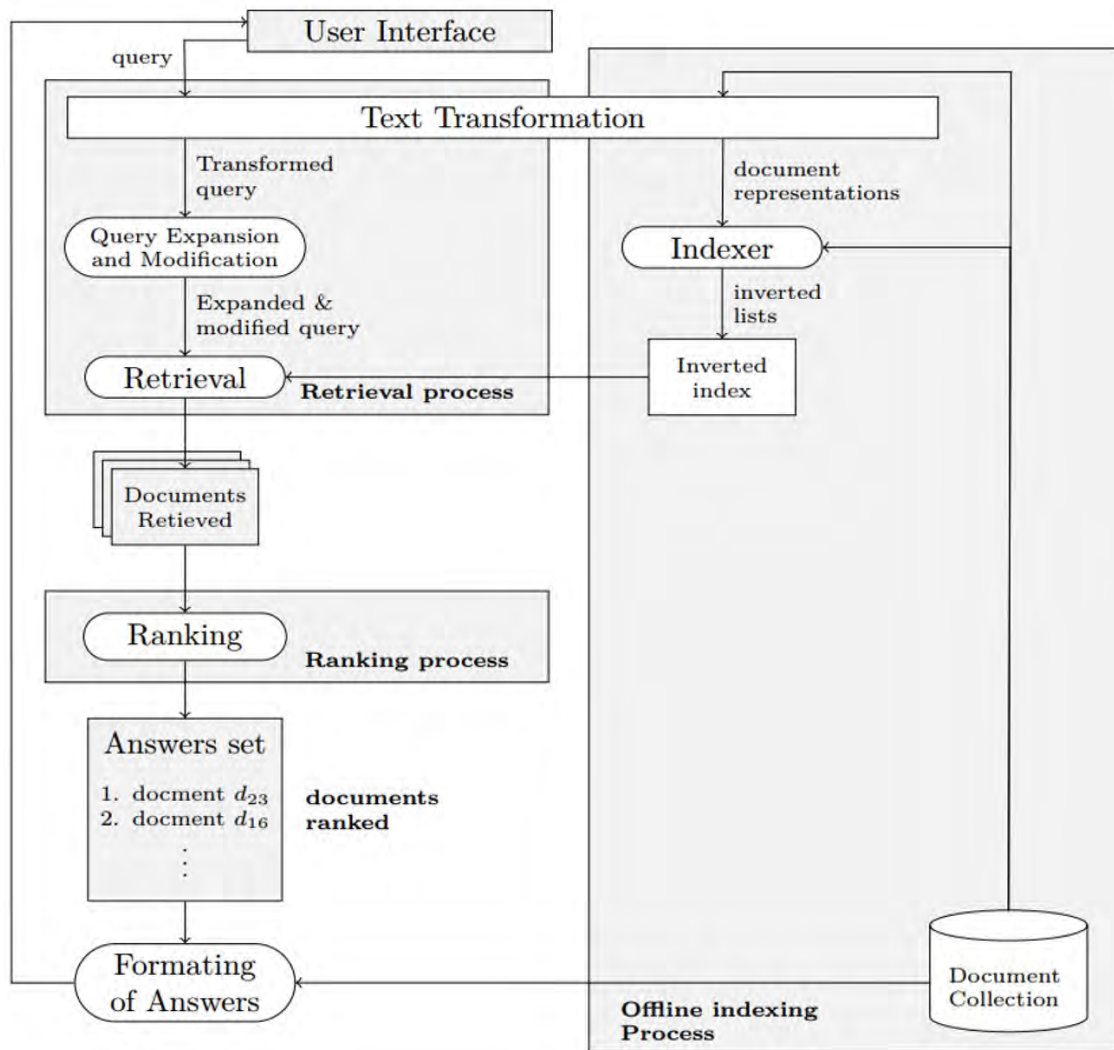 User Interface
query
Text Transformation
Transformed
query
document
representations
Query Expansion
and Modification
Indexer
Expanded &
modified query
inverted
lists
Retrieval
Retrieval process
Inverted
index
Documents
Retieved
Ranking
Ranking process
Answers set
1. docment d23
2. docment d16
⋮
documents
ranked
Formating
of Answers
Document
Collection
Offline indexing
Process